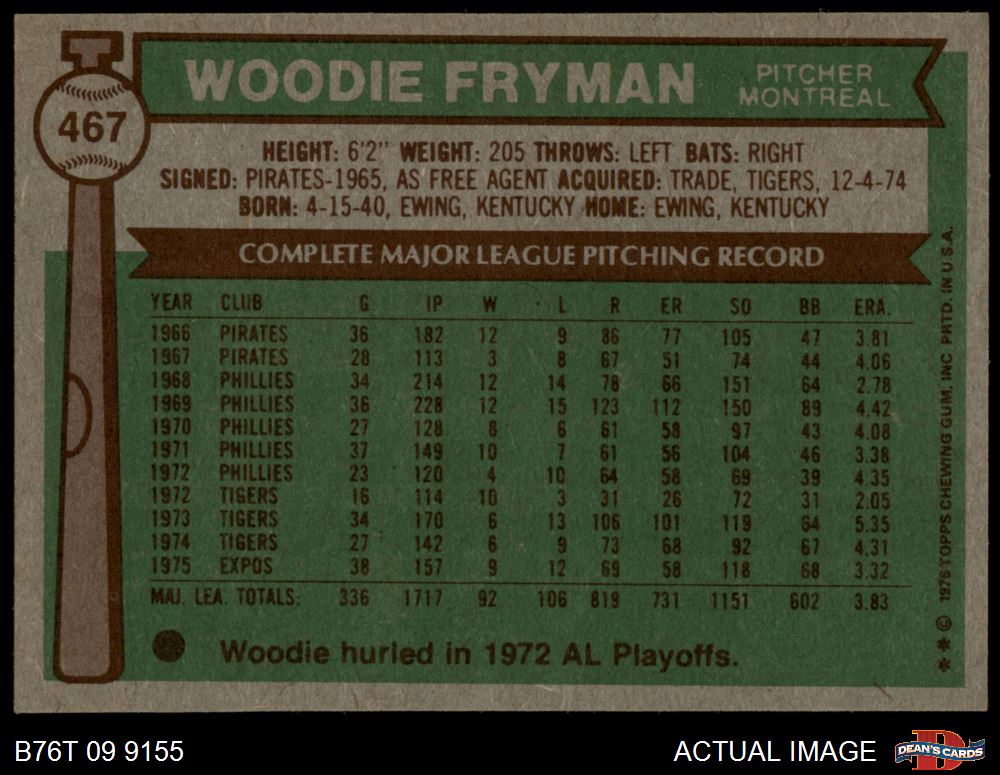 467
WOODIE FRYMAN
PITCHER
MONTREAL
HEIGHT: 6'2" WEIGHT: 205 THROWS: LEFT BATS: RIGHT
SIGNED: PIRATES-1965, AS FREE AGENT ACQUIRED: TRADE, TIGERS, 12-4-74
BORN: 4-15-40, EWING, KENTUCKY HOME: EWING, KENTUCKY
COMPLETE MAJOR LEAGUE PITCHING RECORD
YEAR CLUB G IP W L R ER SO BB ERA.
1966 PIRATES 36 182 12 9 86 77 105 47 3.81
1967 PIRATES 28 113 3 8 67 51 74 44 4.06
1968 PHILLIES 34 214 12 14 78 66 151 64 2.78
1969 PHILLIES 36 228 12 15 123 112 150 89 4.42
1970 PHILLIES 27 128 8 6 61 58 97 43 4.08
1971 PHILLIES 37 149 10 7 61 56 104 46 3.38
1972 PHILLIES 23 120 4 10 64 58 69 39 4.35
1972 TIGERS 16 114 10 3 31 26 72 31 2.05
1973 TIGERS 34 170 6 13 106 101 119 64 5.35
1974 TIGERS 27 142 6 9 73 68 92 67 4.31
1975 EXPOS 38 157 9 12 69 58 118 68 3.32
MAJ. LEA. TOTALS: 336 1717 92 106 819 731 1151 602 3.83
Woodie hurled in 1972 AL Playoffs.
* * © 1976 TOPPS CHEWING GUM, INC PRTD. IN U.S.A.
B76T 09 9155
ACTUAL IMAGE
DEAN'S CARDS